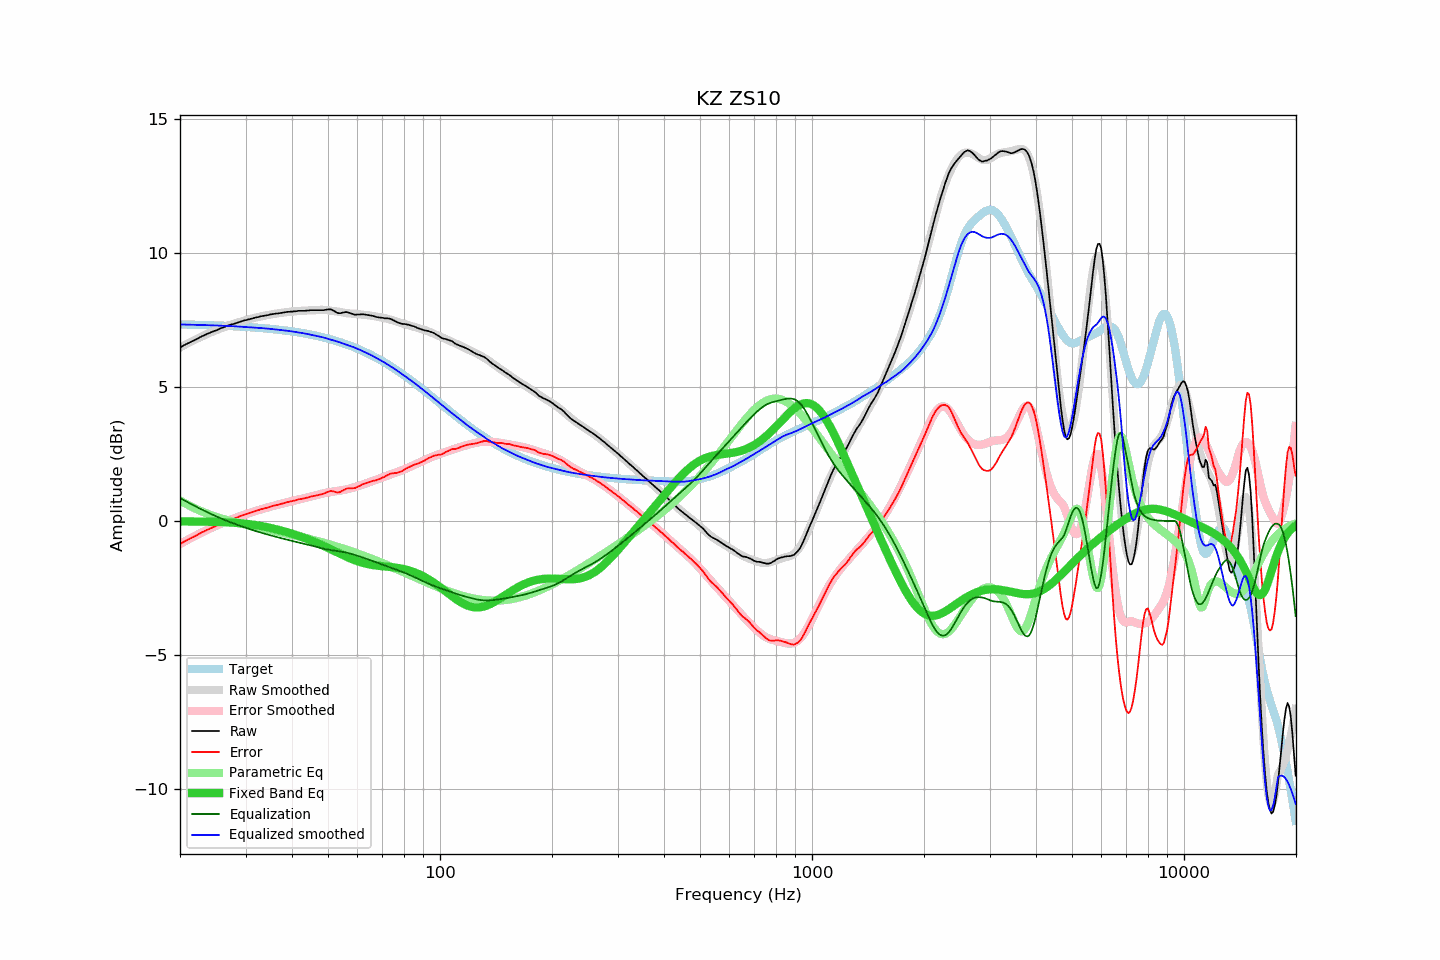 KZ ZS10
Amplitude (dBr)
15
10
5
0
−5
−10
Target
Raw Smoothed
Error Smoothed
Raw
Error
Parametric Eq
Fixed Band Eq
Equalization
Equalized smoothed
100
1000
10000
Frequency (Hz)